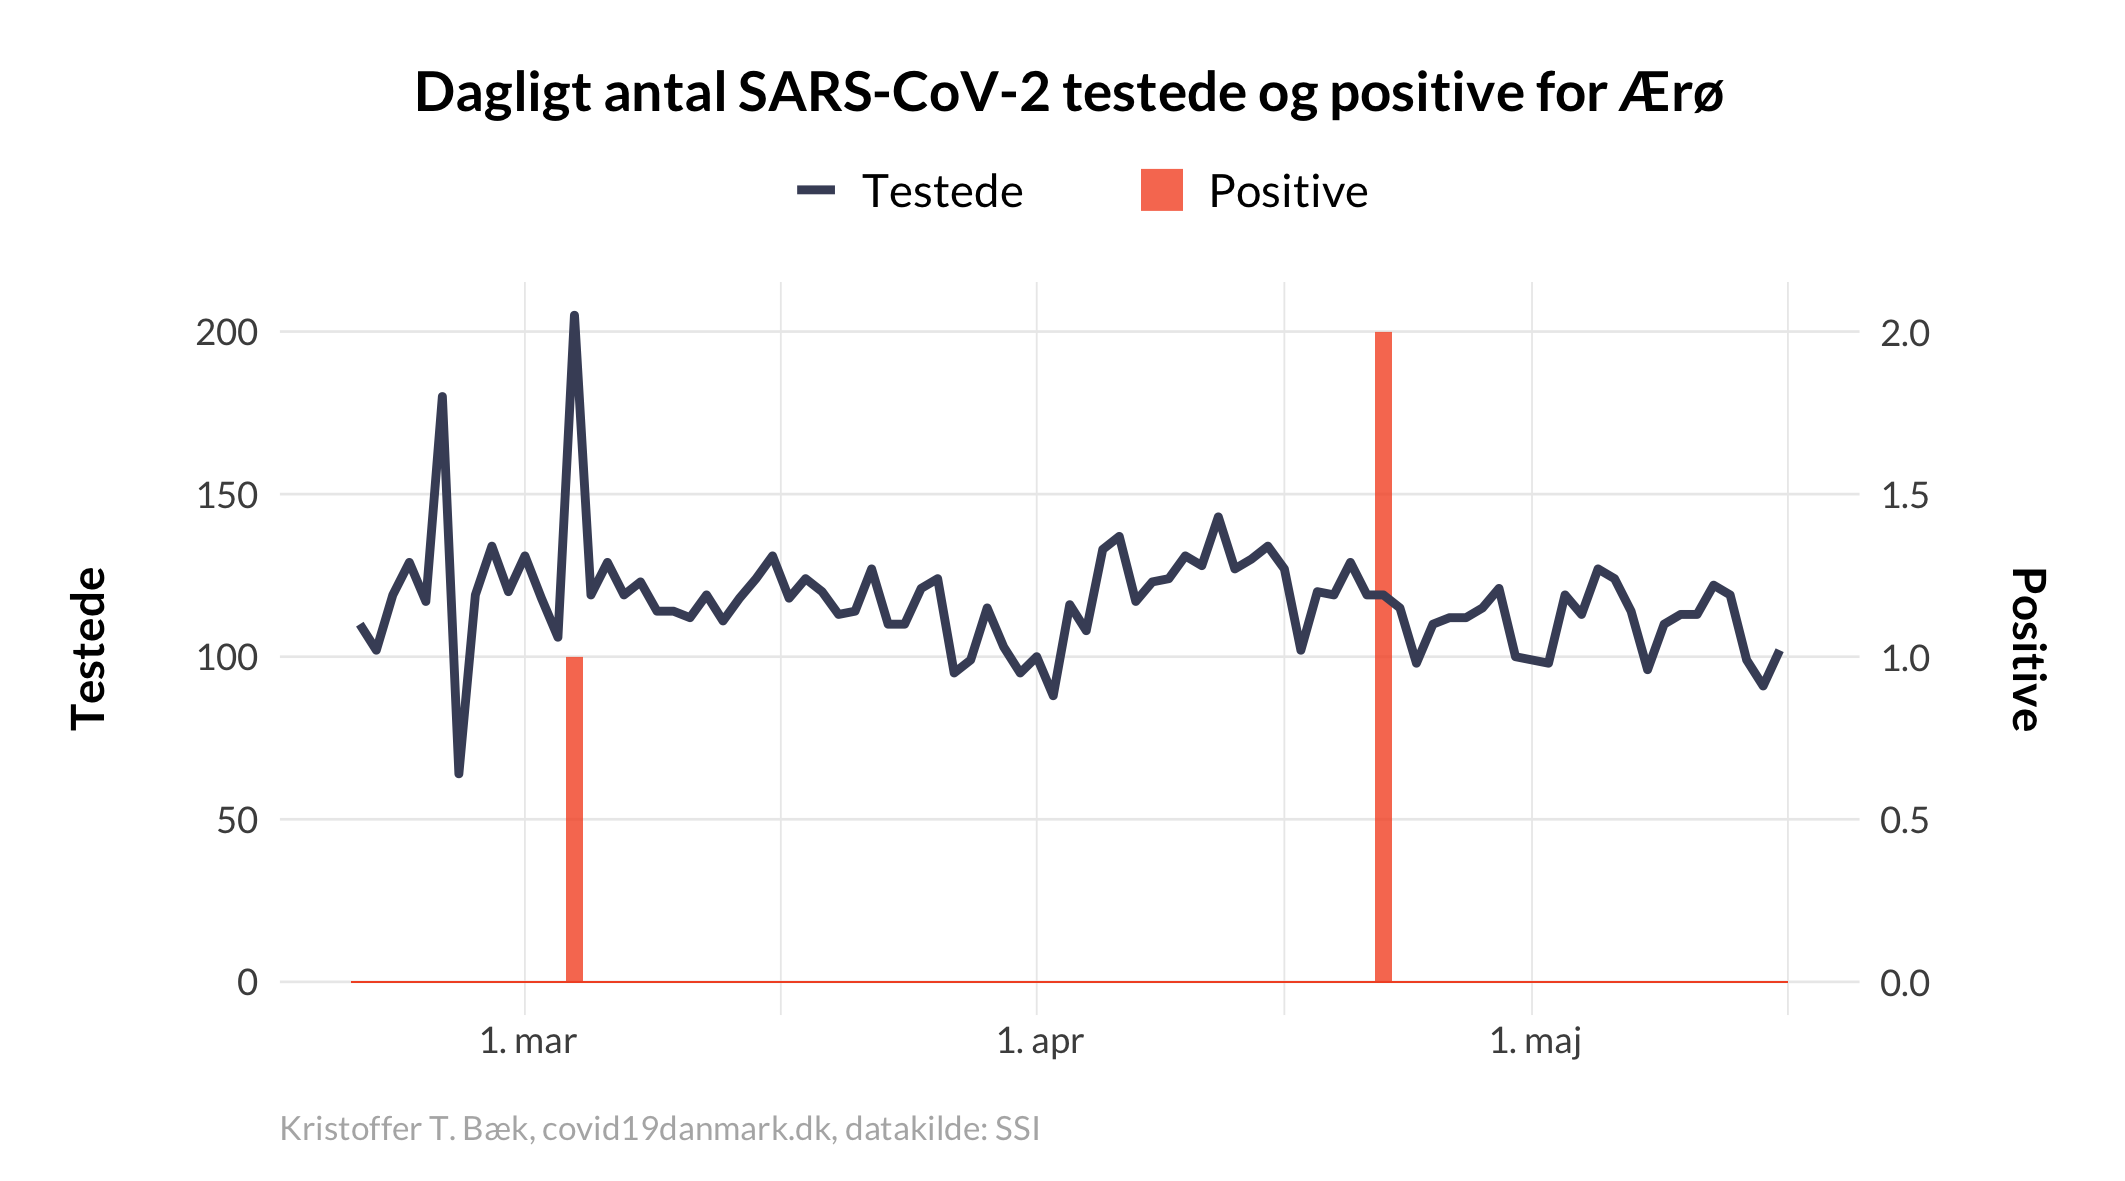 Dagligt antal SARS-CoV-2 testede og positive for Ærø
Testede Positive
200 2.0
150 1.5
100 1.0
50 0.5
0 0.0
Testede
Positive
1. mar 1. apr 1. maj
Kristoffer T. Bæk, covid19danmark.dk, datakilde: SSI